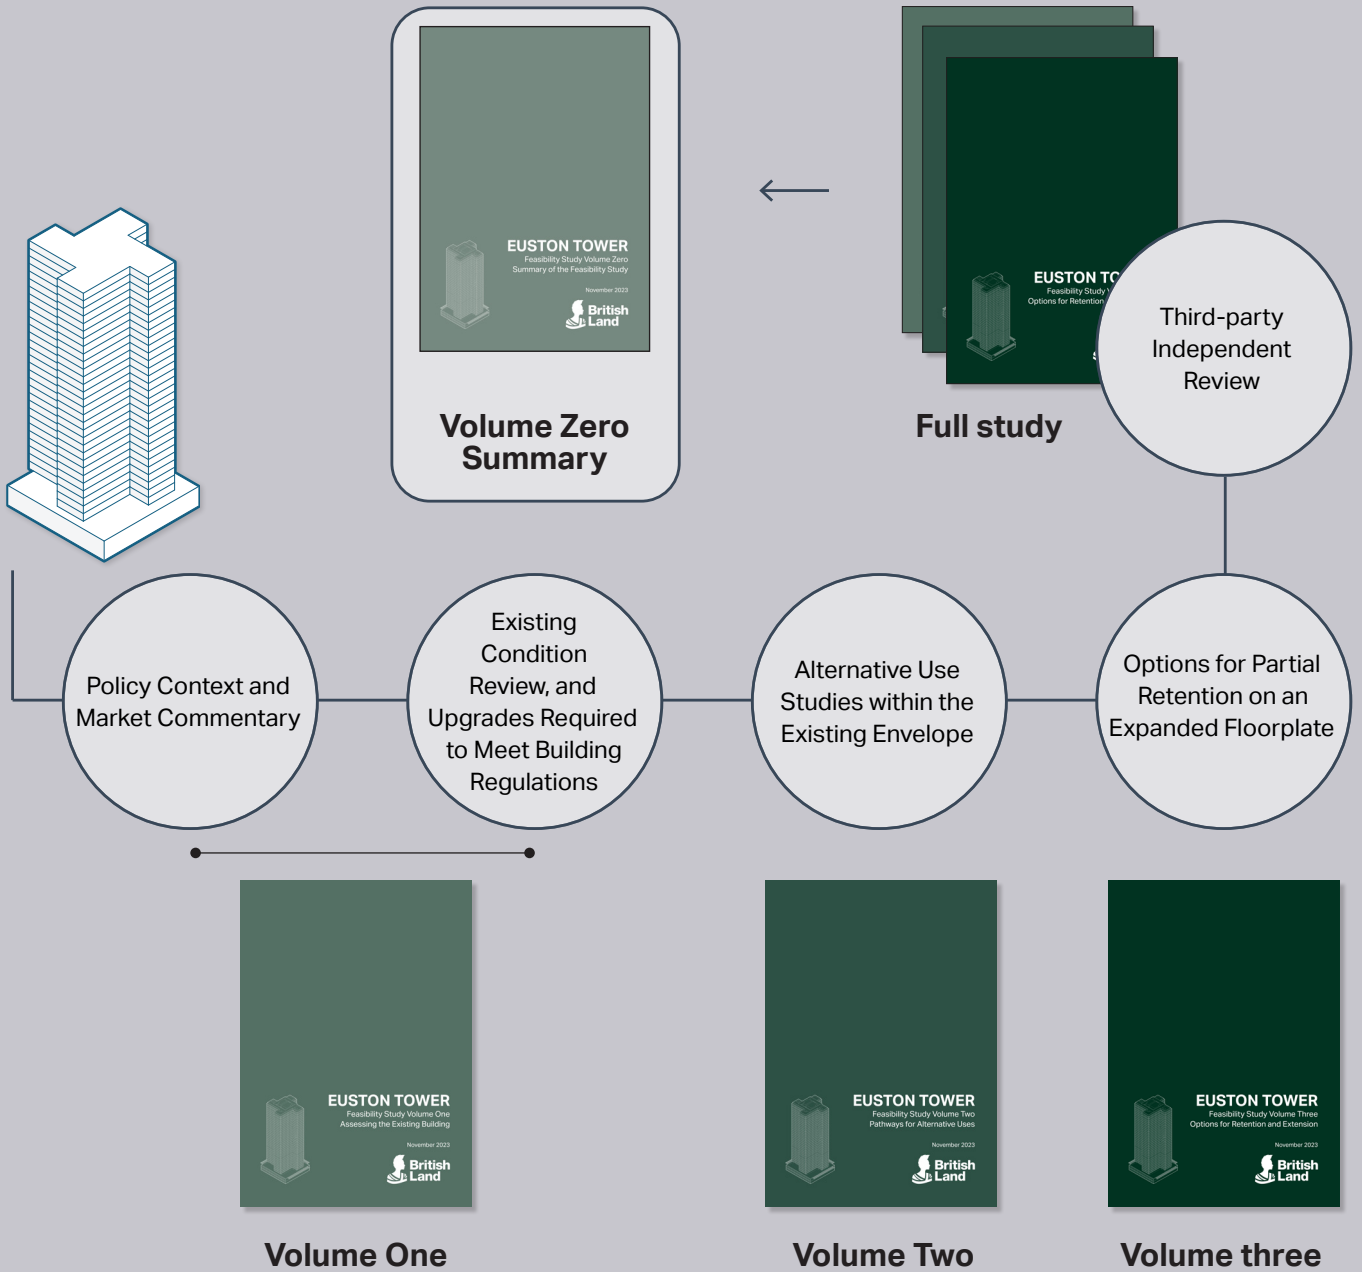 EUSTON TOWER
Feasibility Study Volume Zero
Summary of the Feasibility Study
November 2023
British
Land
Volume Zero
Summary
EUSTON
Feasibility Study
Options for Retention
Full study
Third-party
Independent
Review
Policy Context and
Market Commentary
Existing
Condition
Review, and
Upgrades Required
to Meet Building
Regulations
Alternative Use
Studies within the
Existing Envelope
Options for Partial
Retention on an
Expanded Floorplate
EUSTON TOWER
Feasibility Study Volume One
Assessing the Existing Building
November 2023
British
Land
Volume One
EUSTON TOWER
Feasibility Study Volume Two
Pathways for Alternative Uses
November 2023
British
Land
Volume Two
EUSTON TOWER
Feasibility Study Volume Three
Options for Retention and Extension
November 2023
British
Land
Volume three